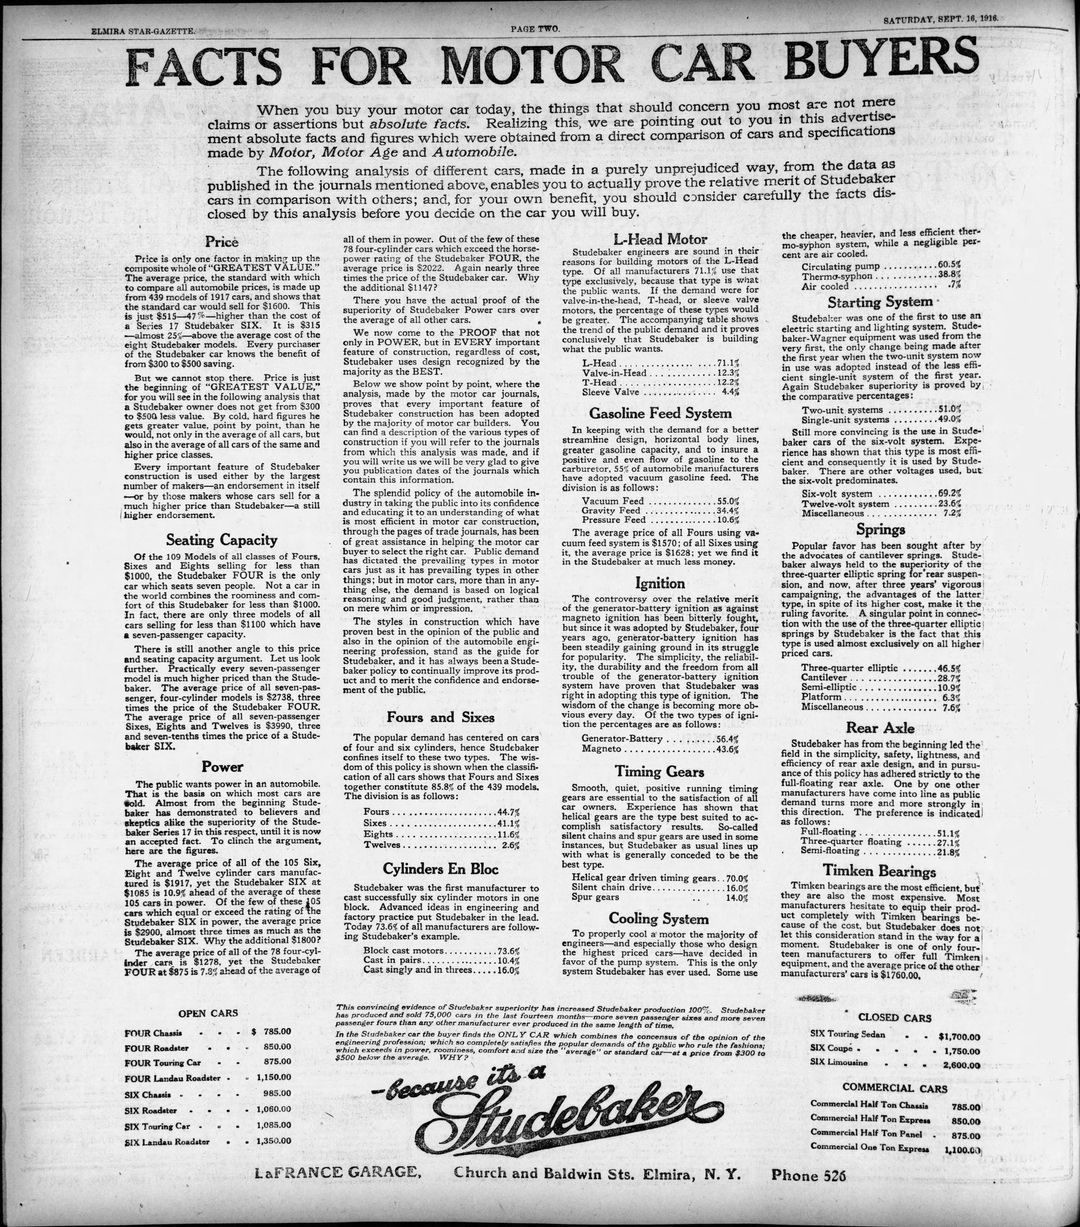 ELMIRA STAR-GAZETTE.
PAGE TWO.
SATURDAY, SEPT. 16, 1916.
FACTS FOR MOTOR CAR BUYERS
When you buy your motor car today, the things that should concern you most are not mere
claims or assertions but absolute facts. Realizing this, we are pointing out to you in this advertise-
ment absolute facts and figures which were obtained from a direct comparison of cars and specifications
made by Motor, Motor Age and Automobile.
The following analysis of different cars, made in a purely unprejudiced way, from the data as
published in the journals mentioned above, enables you to actually prove the relative merit of Studebaker
cars in comparison with others; and, for your own benefit, you should consider carefully the facts dis-
closed by this analysis before you decide on the car you will buy.
Price
Price is only one factor in making up the
composite whole of "GREATEST VALUE."
The average price, the standard with which
to compare all automobile prices, is made up
from 439 models of 1917 cars, and shows that
the standard car would sell for $1600. This
is just $515—47%—higher than the cost of
a Series 17 Studebaker SIX. It is $315
—almost 25%—above the average cost of the
eight Studebaker models. Every purchaser
of the Studebaker car knows the benefit of
from $300 to $500 saving.
But we cannot stop there. Price is just
the beginning of "GREATEST VALUE,"
for you will see in the following analysis that
a Studebaker owner does not get from $300
to $500 less value. By cold, hard figures he
gets greater value, point by point, than he
would, not only in the average of all cars, but
also in the average of all cars of the same and
higher price classes.
Every important feature of Studebaker
construction is used either by the largest
number of makers—an endorsement in itself
—or by those makers whose cars sell for a
much higher price than Studebaker—a still
higher endorsement.
Seating Capacity
Of the 109 Models of all classes of Fours,
Sixes and Eights selling for less than
$1000, the Studebaker FOUR is the only
car which seats seven people. Not a car in
the world combines the roominess and com-
fort of this Studebaker for less than $1000.
In fact, there are only three models of all
cars selling for less than $1100 which have
a seven-passenger capacity.
There is still another angle to this price
and seating capacity argument. Let us look
further. Practically every seven-passenger
model is much higher priced than the Stude-
baker. The average price of all seven-pas-
senger, four-cylinder models is $2738, three
times the price of the Studebaker FOUR.
The average price of all seven-passenger
Sixes, Eights and Twelves is $3990, three
and seven-tenths times the price of a Stude-
baker SIX.
Power
The public wants power in an automobile.
That is the basis on which most cars are
sold. Almost from the beginning Stude-
baker has demonstrated to believers and
skeptics alike the superiority of the Stude-
baker Series 17 in this respect, until it is now
an accepted fact. To clinch the argument,
here are the figures.
The average price of all of the 105 Six,
Eight and Twelve cylinder cars manufac-
tured is $1917, yet the Studebaker SIX at
$1085 is 10.9% ahead of the average of these
105 cars in power. Of the few of these 105
cars which equal or exceed the rating of the
Studebaker SIX in power, the average price
is $2900, almost three times as much as the
Studebaker SIX. Why the additional $1800?
The average price of all of the 78 four-cyl-
inder cars is $1278, yet the Studebaker
FOUR at $875 is 7.8% ahead of the average of
all of them in power. Out of the few of these
78 four-cylinder cars which exceed the horse-
power rating of the Studebaker FOUR, the
average price is $2022. Again nearly three
times the price of the Studebaker car. Why
the additional $1147?
There you have the actual proof of the
superiority of Studebaker Power cars over
the average of all other cars.
We now come to the PROOF that not
only in POWER, but in EVERY important
feature of construction, regardless of cost,
Studebaker uses design recognized by the
majority as the BEST.
Below we show point by point, where the
analysis, made by the motor car journals,
proves that every important feature of
Studebaker construction has been adopted
by the majority of motor car builders. You
can find a description of the various types of
construction if you will refer to the journals
from which this analysis was made, and if
you will write us we will be very glad to give
you publication dates of the journals which
contain this information.
The splendid policy of the automobile in-
dustry in taking the public into its confidence
and educating it to an understanding of what
is most efficient in motor car construction,
through the pages of trade journals, has been
of great assistance in helping the motor car
buyer to select the right car. Public demand
has dictated the prevailing types in motor
cars just as it has prevailing types in other
things; but in motor cars, more than in any-
thing else, the demand is based on logical
reasoning and good judgment, rather than
on mere whim or impression.
The styles in construction which have
proven best in the opinion of the public and
also in the opinion of the automobile engi-
neering profession, stand as the guide for
Studebaker, and it has always been a Stude-
baker policy to continually improve its prod-
uct and to merit the confidence and endorse-
ment of the public.
Fours and Sixes
The popular demand has centered on cars
of four and six cylinders, hence Studebaker
confines itself to these two types. The wis-
dom of this policy is shown when the classifi-
cation of all cars shows that Fours and Sixes
together constitute 85.8% of the 439 models.
The division is as follows:
Fours . . . . . . . . . . 44.7%
Sixes . . . . . . . . . . 41.1%
Eights . . . . . . . . . . 11.6%
Twelves . . . . . . . . . . 2.6%
Cylinders En Bloc
Studebaker was the first manufacturer to
cast successfully six cylinder motors in one
block. Advanced ideas in engineering and
factory practice put Studebaker in the lead.
Today 73.6% of all manufacturers are follow-
ing Studebaker's example.
Block cast motors . . . . . 73.6%
Cast in pairs . . . . . . . . . . 10.4%
Cast singly and in threes . . . . . 16.0%
L-Head Motor
Studebaker engineers are sound in their
reasons for building motors of the L-Head
type. Of all manufacturers 71.1% use that
type exclusively, because that type is what
the public wants. If the demand were for
valve-in-the-head, T-head, or sleeve valve
motors, the percentage of these types would
be greater. The accompanying table shows
the trend of the public demand and it proves
conclusively that Studebaker is building
what the public wants.
L-Head . . . . . . . . . . 71.1%
Valve-in-Head . . . . . . . . . . 12.3%
T-Head . . . . . . . . . . 12.2%
Sleeve Valve . . . . . . . . . . 4.4%
Gasoline Feed System
In keeping with the demand for a better
streamline design, horizontal body lines,
greater gasoline capacity, and to insure a
positive and even flow of gasoline to the
carburetor, 55% of automobile manufacturers
have adopted vacuum gasoline feed. The
division is as follows:
Vacuum Feed . . . . . . . . . . 55.0%
Gravity Feed . . . . . . . . . . 34.4%
Pressure Feed . . . . . . . . . . 10.6%
The average price of all Fours using va-
cuum feed system is $1570; of all Sixes using
it, the average price is $1628; yet we find it
in the Studebaker at much less money.
Ignition
The controversy over the relative merit
of the generator-battery ignition as against
magneto ignition has been bitterly fought,
but since it was adopted by Studebaker, four
years ago, generator-battery ignition has
been steadily gaining ground in its struggle
for popularity. The simplicity, the reliabil-
ity, the durability and the freedom from all
trouble of the generator-battery ignition
system have proven that Studebaker was
right in adopting this type of ignition. The
wisdom of the change is becoming more ob-
vious every day. Of the two types of igni-
tion the percentages are as follows:
Generator-Battery . . . . . . . . . 56.4%
Magneto . . . . . . . . . . 43.6%
Timing Gears
Smooth, quiet, positive running timing
gears are essential to the satisfaction of all
car owners. Experience has shown that
helical gears are the type best suited to ac-
complish satisfactory results. So-called
silent chains and spur gears are used in some
instances, but Studebaker as usual lines up
with what is generally conceded to be the
best type.
Helical gear driven timing gears . . 70.0%
Silent chain drive . . . . . . . . . . 16.0%
Spur gears . . 14.0%
Cooling System
To properly cool a motor the majority of
engineers—and especially those who design
the highest priced cars—have decided in
favor of the pump system. This is the only
system Studebaker has ever used. Some use
the cheaper, heavier, and less efficient ther-
mo-syphon system, while a negligible per-
cent are air cooled.
Circulating pump . . . . . . . . . . 60.5%
Thermo-syphon . . . . . . . . . . 38.8%
Air cooled . . . . . . . . . . .7%
Starting System
Studebaker was one of the first to use an
electric starting and lighting system. Stude-
baker-Wagner equipment was used from the
very first, the only change being made after
the first year when the two-unit system now
in use was adopted instead of the less effi-
cient single-unit system of the first year.
Again Studebaker superiority is proved by
the comparative percentages:
Two-unit systems . . . . . . . . . . 51.0%
Single-unit systems . . . . . . . . . 49.0%
Still more convincing is the use in Stude-
baker cars of the six-volt system. Expe-
rience has shown that this type is most effi-
cient and consequently it is used by Stude-
baker. There are other voltages used, but
the six-volt predominates.
Six-volt system . . . . . . . . . . 69.2%
Twelve-volt system . . . . . . . . 23.6%
Miscellaneous . . . . . . . . . . 7.2%
Springs
Popular favor has been sought after by
the advocates of cantilever springs. Stude-
baker always held to the superiority of the
three-quarter elliptic spring for rear suspen-
sion, and now, after three years' vigorous
campaigning, the advantages of the latter
type, in spite of its higher cost, make it the
ruling favorite. A singular point in connec-
tion with the use of the three-quarter elliptic
springs by Studebaker is the fact that this
type is used almost exclusively on all higher
priced cars.
Three-quarter elliptic . . . . . . . 46.5%
Cantilever . . . . . . . . . . 28.7%
Semi-elliptic . . . . . . . . . . 10.9%
Platform . . . . . . . . . . 6.3%
Miscellaneous . . . . . . . . . . 7.6%
Rear Axle
Studebaker has from the beginning led the
field in the simplicity, safety, lightness, and
efficiency of rear axle design, and in pursu-
ance of this policy has adhered strictly to the
full-floating rear axle. One by one other
manufacturers have come into line as public
demand turns more and more strongly in
this direction. The preference is indicated
as follows:
Full-floating . . . . . . . . . . 51.1%
Three-quarter floating . . . . . . 27.1%
Semi-floating . . . . . . . . . . 21.8%
Timken Bearings
Timken bearings are the most efficient, but
they are also the most expensive. Most
manufacturers hesitate to equip their prod-
uct completely with Timken bearings be-
cause of the cost, but Studebaker does not
let this consideration stand in the way for a
moment. Studebaker is one of only four-
teen manufacturers to offer full Timken
equipment, and the average price of the other
manufacturers' cars is $1760.00.
OPEN CARS
FOUR Chassis - - - $ 785.00
FOUR Roadster - - - 850.00
FOUR Touring Car - - 875.00
FOUR Landau Roadster - - 1,150.00
SIX Chassis - - - - 985.00
SIX Roadster - - - - 1,060.00
SIX Touring Car - - - 1,085.00
SIX Landau Roadster - - 1,350.00
This convincing evidence of Studebaker superiority has increased Studebaker production 100%. Studebaker
has produced and sold 75,000 cars in the last fourteen months—more seven passenger sixes and more seven
passenger fours than any other manufacturer ever produced in the same length of time.
In the Studebaker car the buyer finds the ONLY CAR which combines the concensus of the opinion of the
engineering profession; which so completely satisfies the popular demands of the public who rule the fashions;
which exceeds in power, roominess, comfort and size the "average" or standard car—at a price from $300 to
$500 below the average. WHY?
—because it's a
Studebaker
CLOSED CARS
SIX Touring Sedan - - $1,700.00
SIX Coupé - - - - 1,750.00
SIX Limousine - - - 2,600.00
COMMERCIAL CARS
Commercial Half Ton Chassis 785.00
Commercial Half Ton Express 850.00
Commercial Half Ton Panel - 875.00
Commercial One Ton Express 1,100.00
LaFRANCE GARAGE, Church and Baldwin Sts. Elmira, N. Y. Phone 526